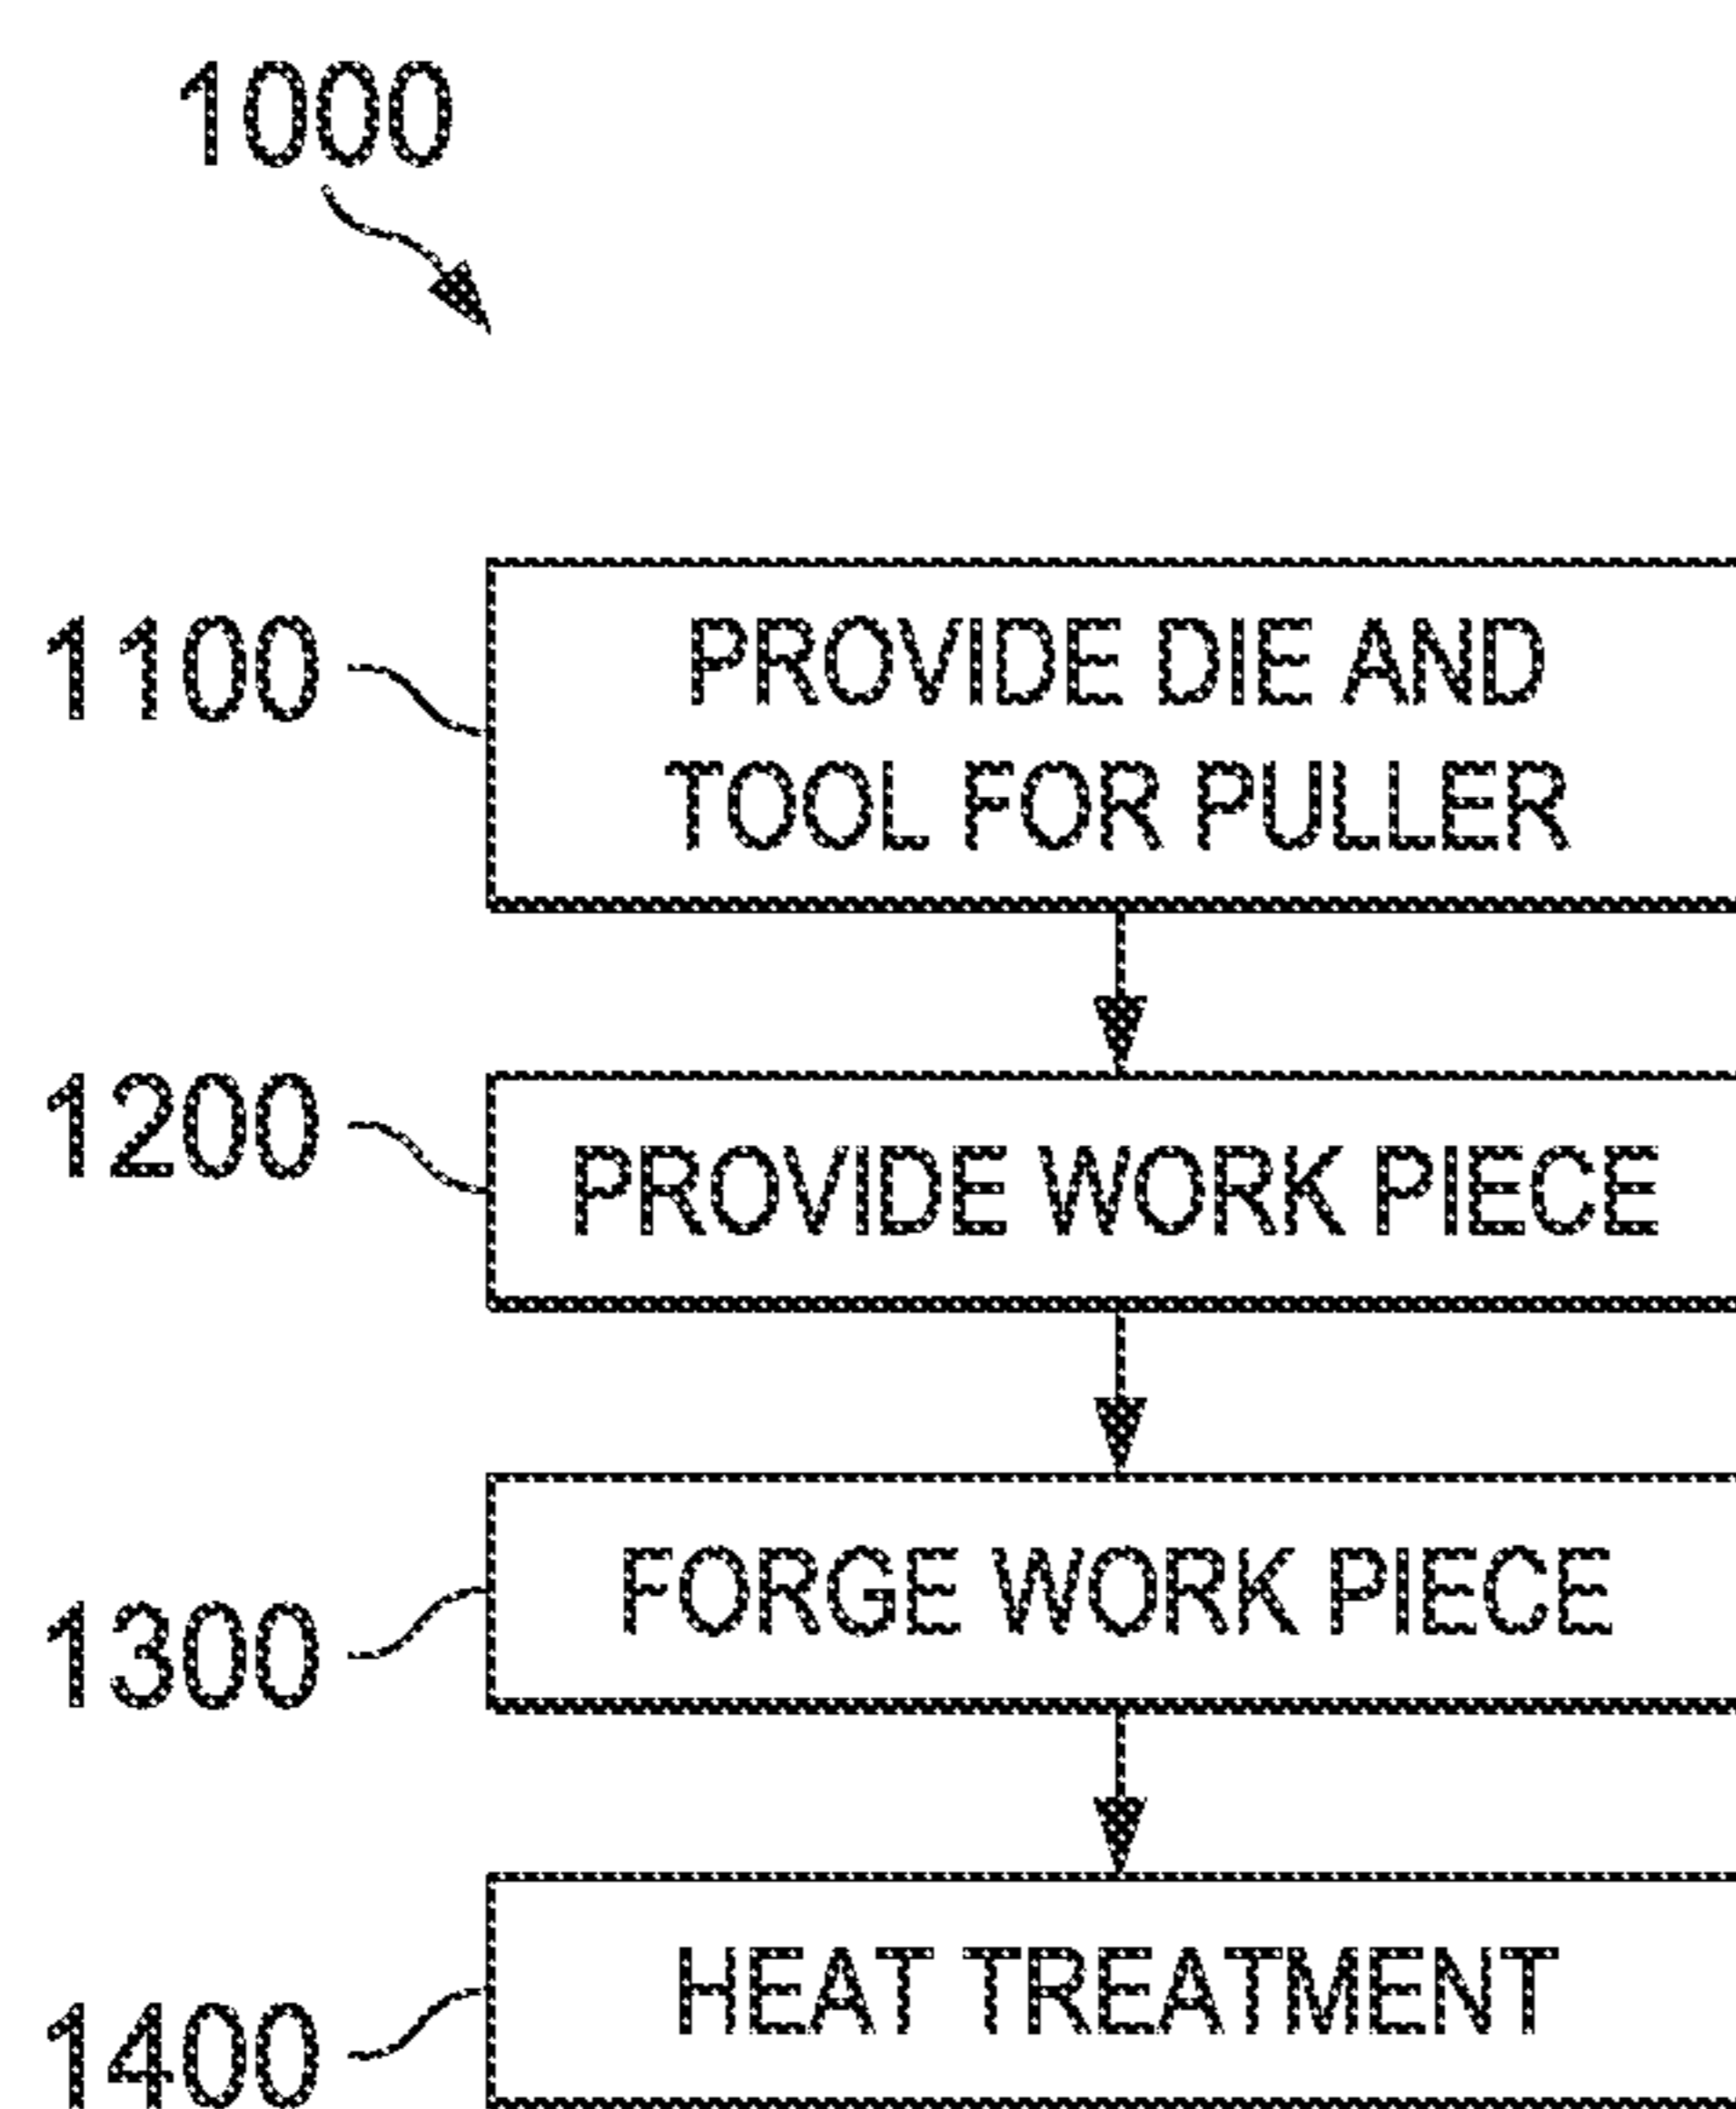 1000
1100
PROVIDE DIE AND
TOOL FOR PULLER
1200
PROVIDE WORK PIECE
1300
FORGE WORK PIECE
1400
HEAT TREATMENT